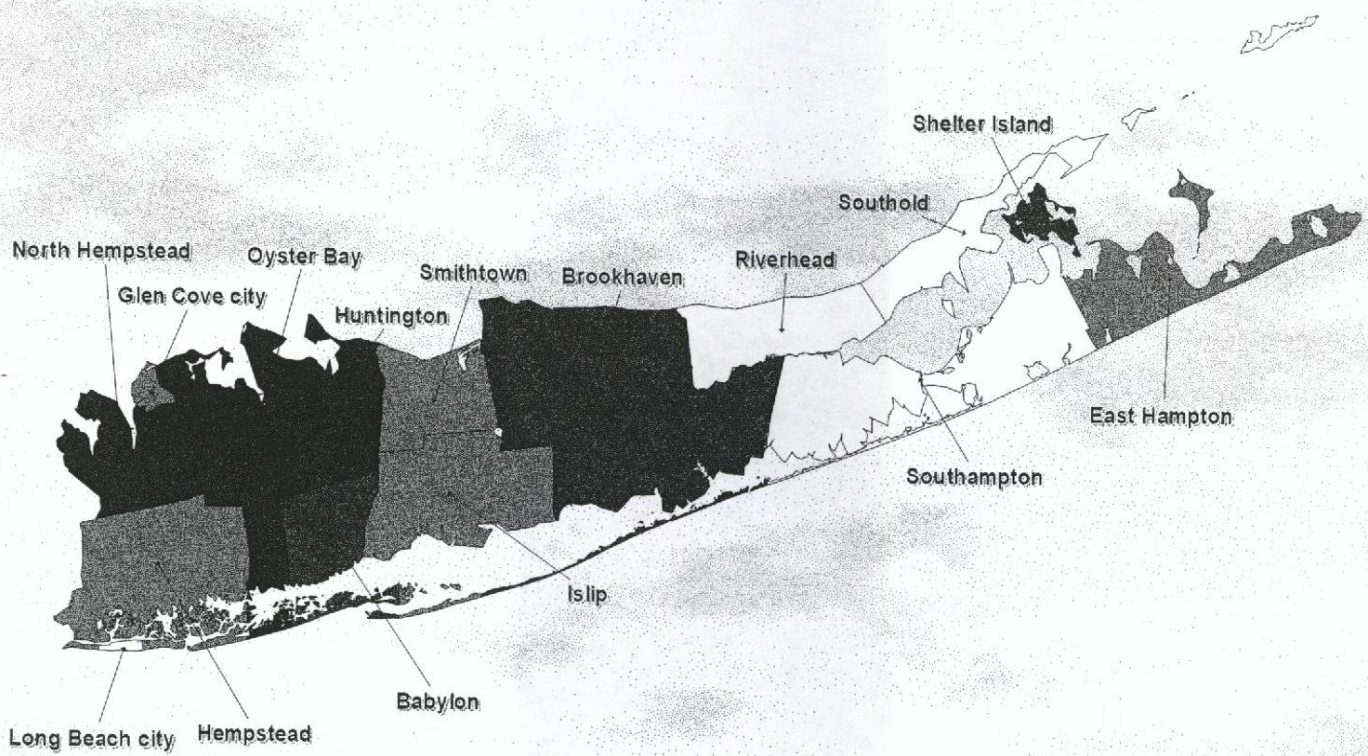 Shelter Island
Southold
North Hempstead
Oyster Bay
Smithtown
Brookhaven
Riverhead
Glen Cove city
Huntington
East Hampton
Southampton
Islip
Babylon
Long Beach city
Hempstead